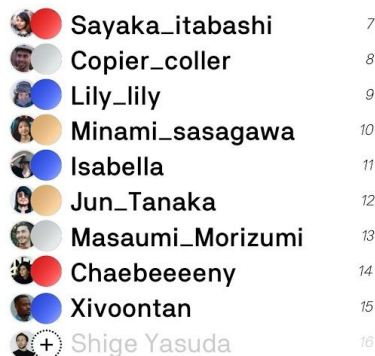 Sayaka_itabashi 7
Copier_coller 8
Lily_lily 9
Minami_sasagawa 10
Isabella 11
Jun_Tanaka 12
Masaumi_Morizumi 13
Chaebeeeeny 14
Xivoontan 15
+ Shige Yasuda 16